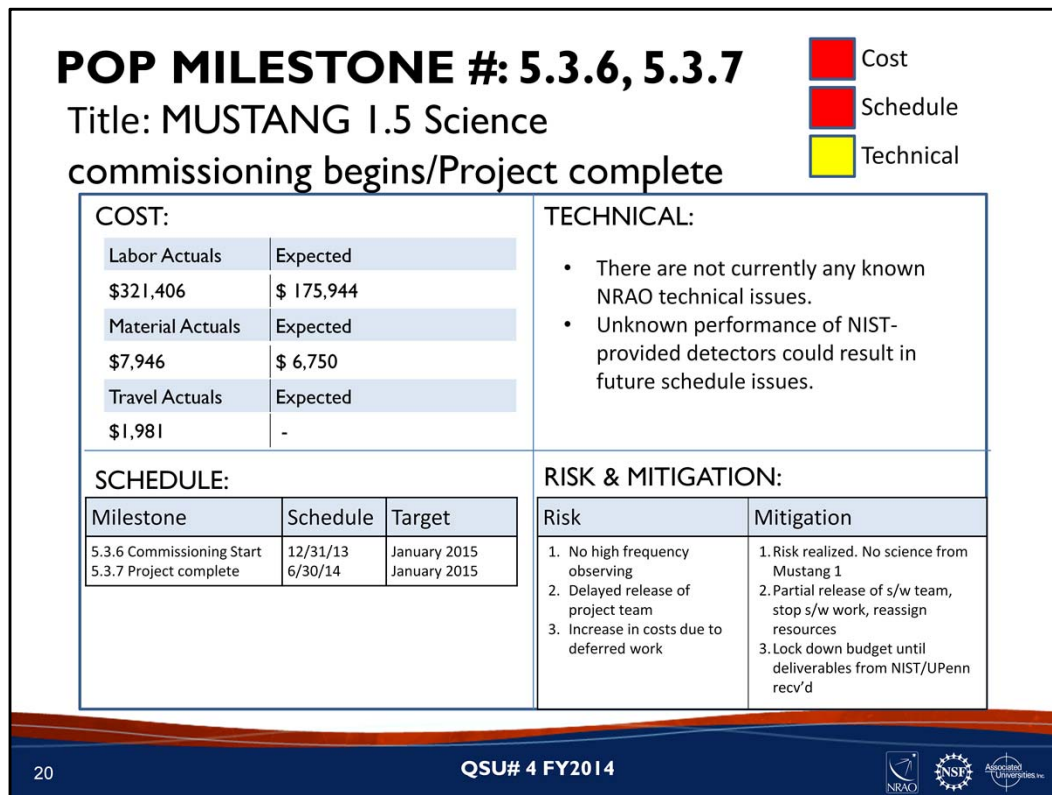 POP MILESTONE #: 5.3.6, 5.3.7
Title: MUSTANG 1.5 Science
commissioning begins/Project complete
Cost
Schedule
Technical
COST:
Labor Actuals Expected
$321,406 $ 175,944
Material Actuals Expected
$7,946 $ 6,750
Travel Actuals Expected
$1,981 -
TECHNICAL:
• There are not currently any known
NRAO technical issues.
• Unknown performance of NIST-
provided detectors could result in
future schedule issues.
SCHEDULE:
Milestone Schedule Target
5.3.6 Commissioning Start 12/31/13 January 2015
5.3.7 Project complete 6/30/14 January 2015
RISK & MITIGATION:
Risk Mitigation
1. No high frequency
observing
2. Delayed release of
project team
3. Increase in costs due to
deferred work
1. Risk realized. No science from
Mustang 1
2. Partial release of s/w team,
stop s/w work, reassign
resources
3. Lock down budget until
deliverables from NIST/UPenn
recv'd
20
QSU# 4 FY2014
NRAO
NSF
Associated
Universities, Inc